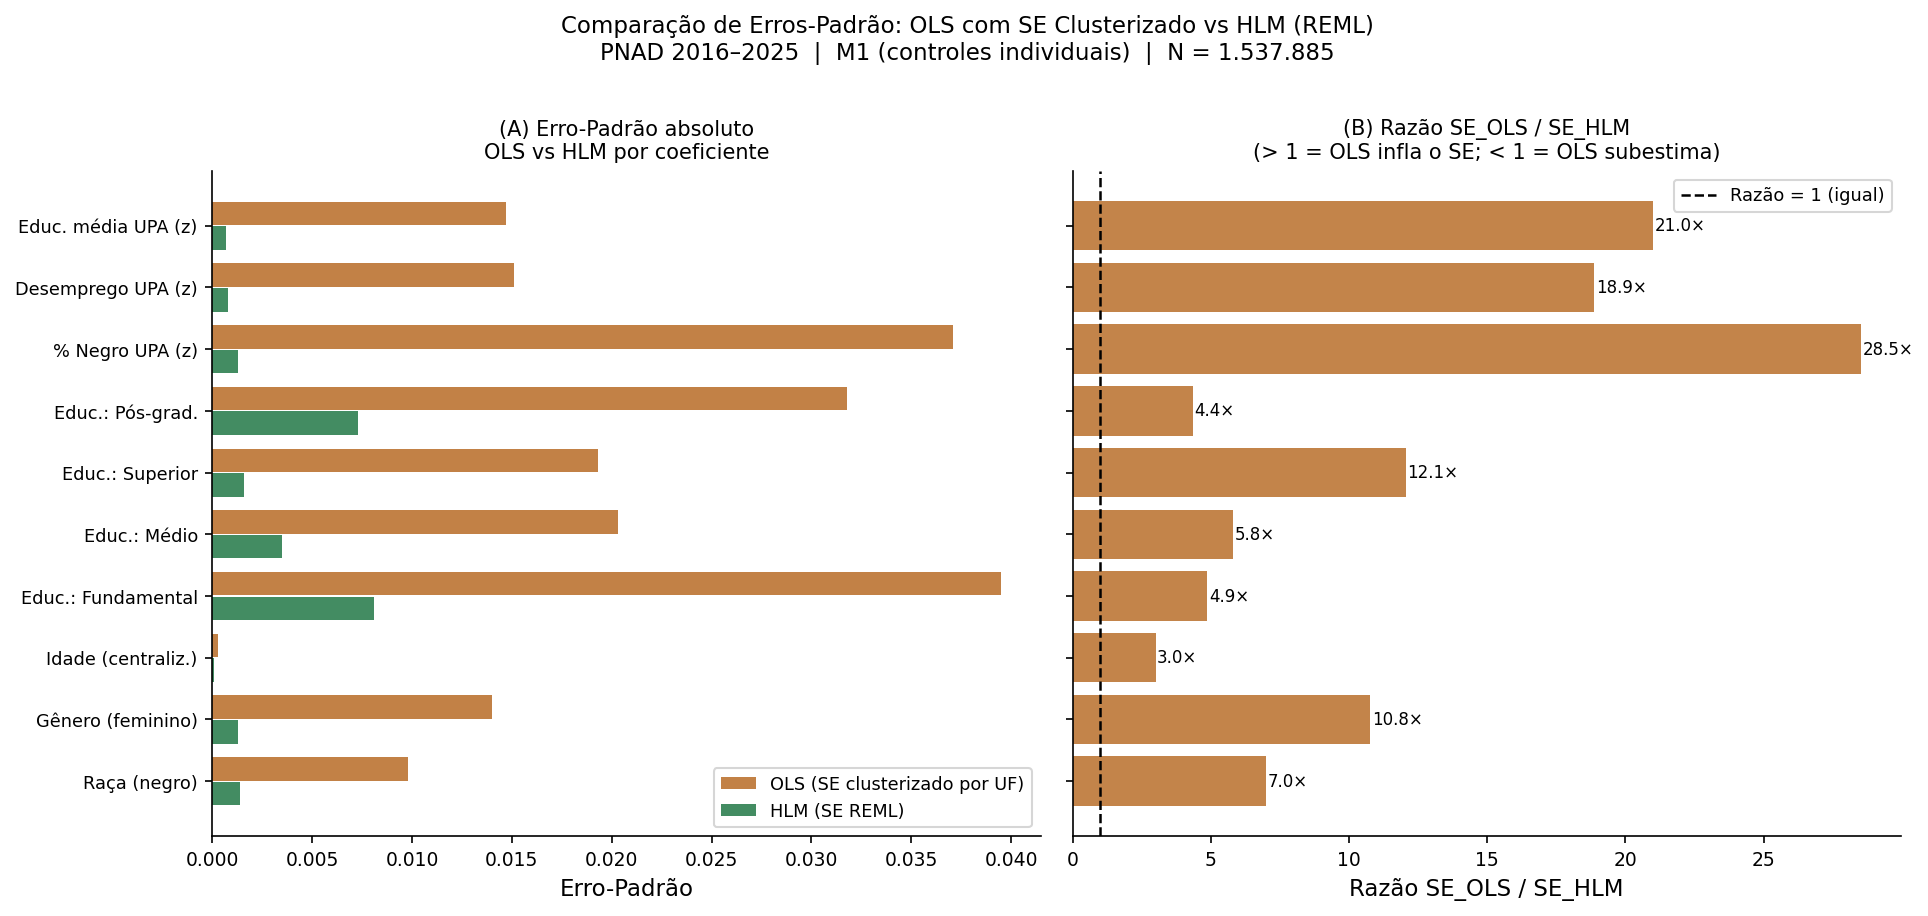 Comparação de Erros-Padrão: OLS com SE Clusterizado vs HLM (REML)
PNAD 2016–2025  |  M1 (controles individuais)  |  N = 1.537.885
(A) Erro-Padrão absoluto
OLS vs HLM por coeficiente
Educ. média UPA (z)
Desemprego UPA (z)
% Negro UPA (z)
Educ.: Pós-grad.
Educ.: Superior
Educ.: Médio
Educ.: Fundamental
Idade (centraliz.)
Gênero (feminino)
Raça (negro)
OLS (SE clusterizado por UF)
HLM (SE REML)
0.000 0.005 0.010 0.015 0.020 0.025 0.030 0.035 0.040
Erro-Padrão
(B) Razão SE_OLS / SE_HLM
(> 1 = OLS infla o SE; < 1 = OLS subestima)
Razão = 1 (igual)
21.0×
18.9×
28.5×
4.4×
12.1×
5.8×
4.9×
3.0×
10.8×
7.0×
0 5 10 15 20 25
Razão SE_OLS / SE_HLM